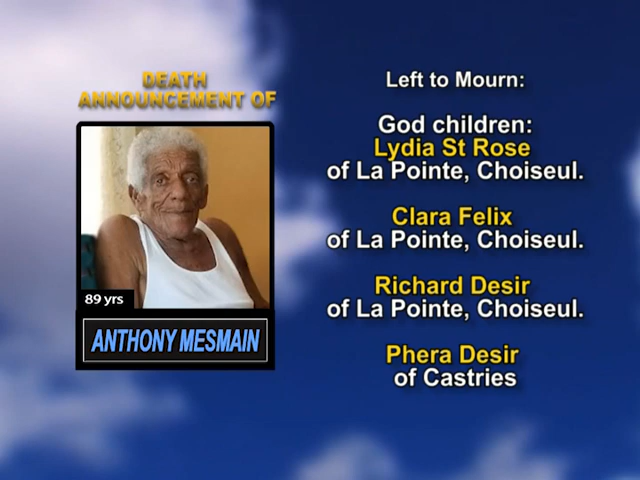 DEATH
ANNOUNCEMENT OF
89 yrs
ANTHONY MESMAIN
Left to Mourn:
God children:
Lydia St Rose
of La Pointe, Choiseul.
Clara Felix
of La Pointe, Choiseul.
Richard Desir
of La Pointe, Choiseul.
Phera Desir
of Castries